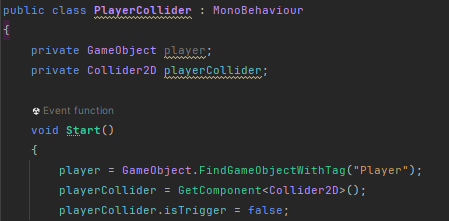 public class PlayerCollider : MonoBehaviour
{
private GameObject player;
private Collider2D playerCollider;
Event function
void Start()
{
player = GameObject.FindGameObjectWithTag("Player");
playerCollider = GetComponent<Collider2D>();
playerCollider.isTrigger = false;